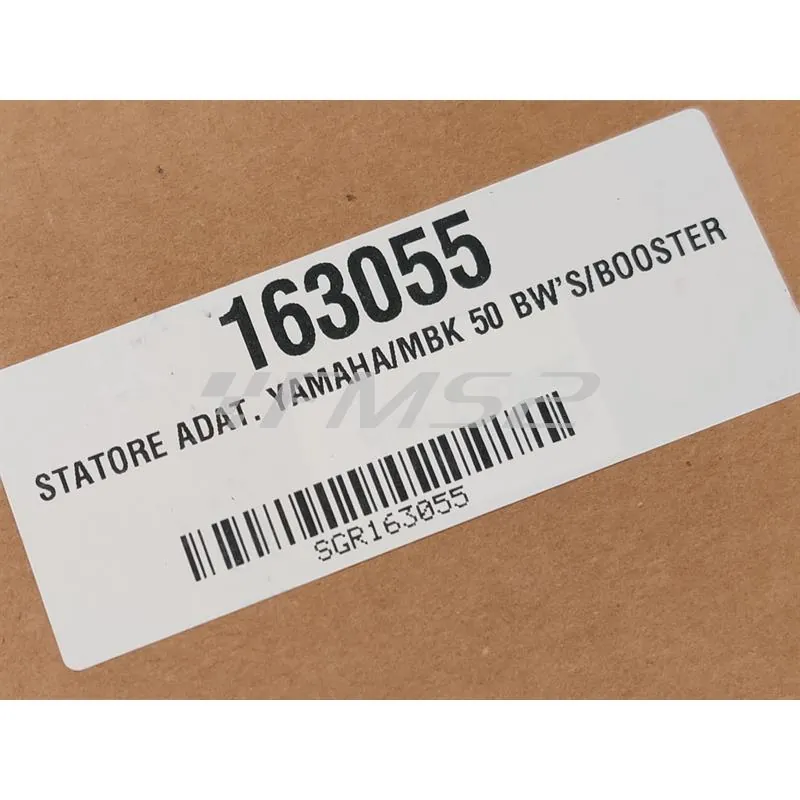 163055
STATORE ADAT. YAMAHA/MBK 50 BW'S/BOOSTER
SGR163055